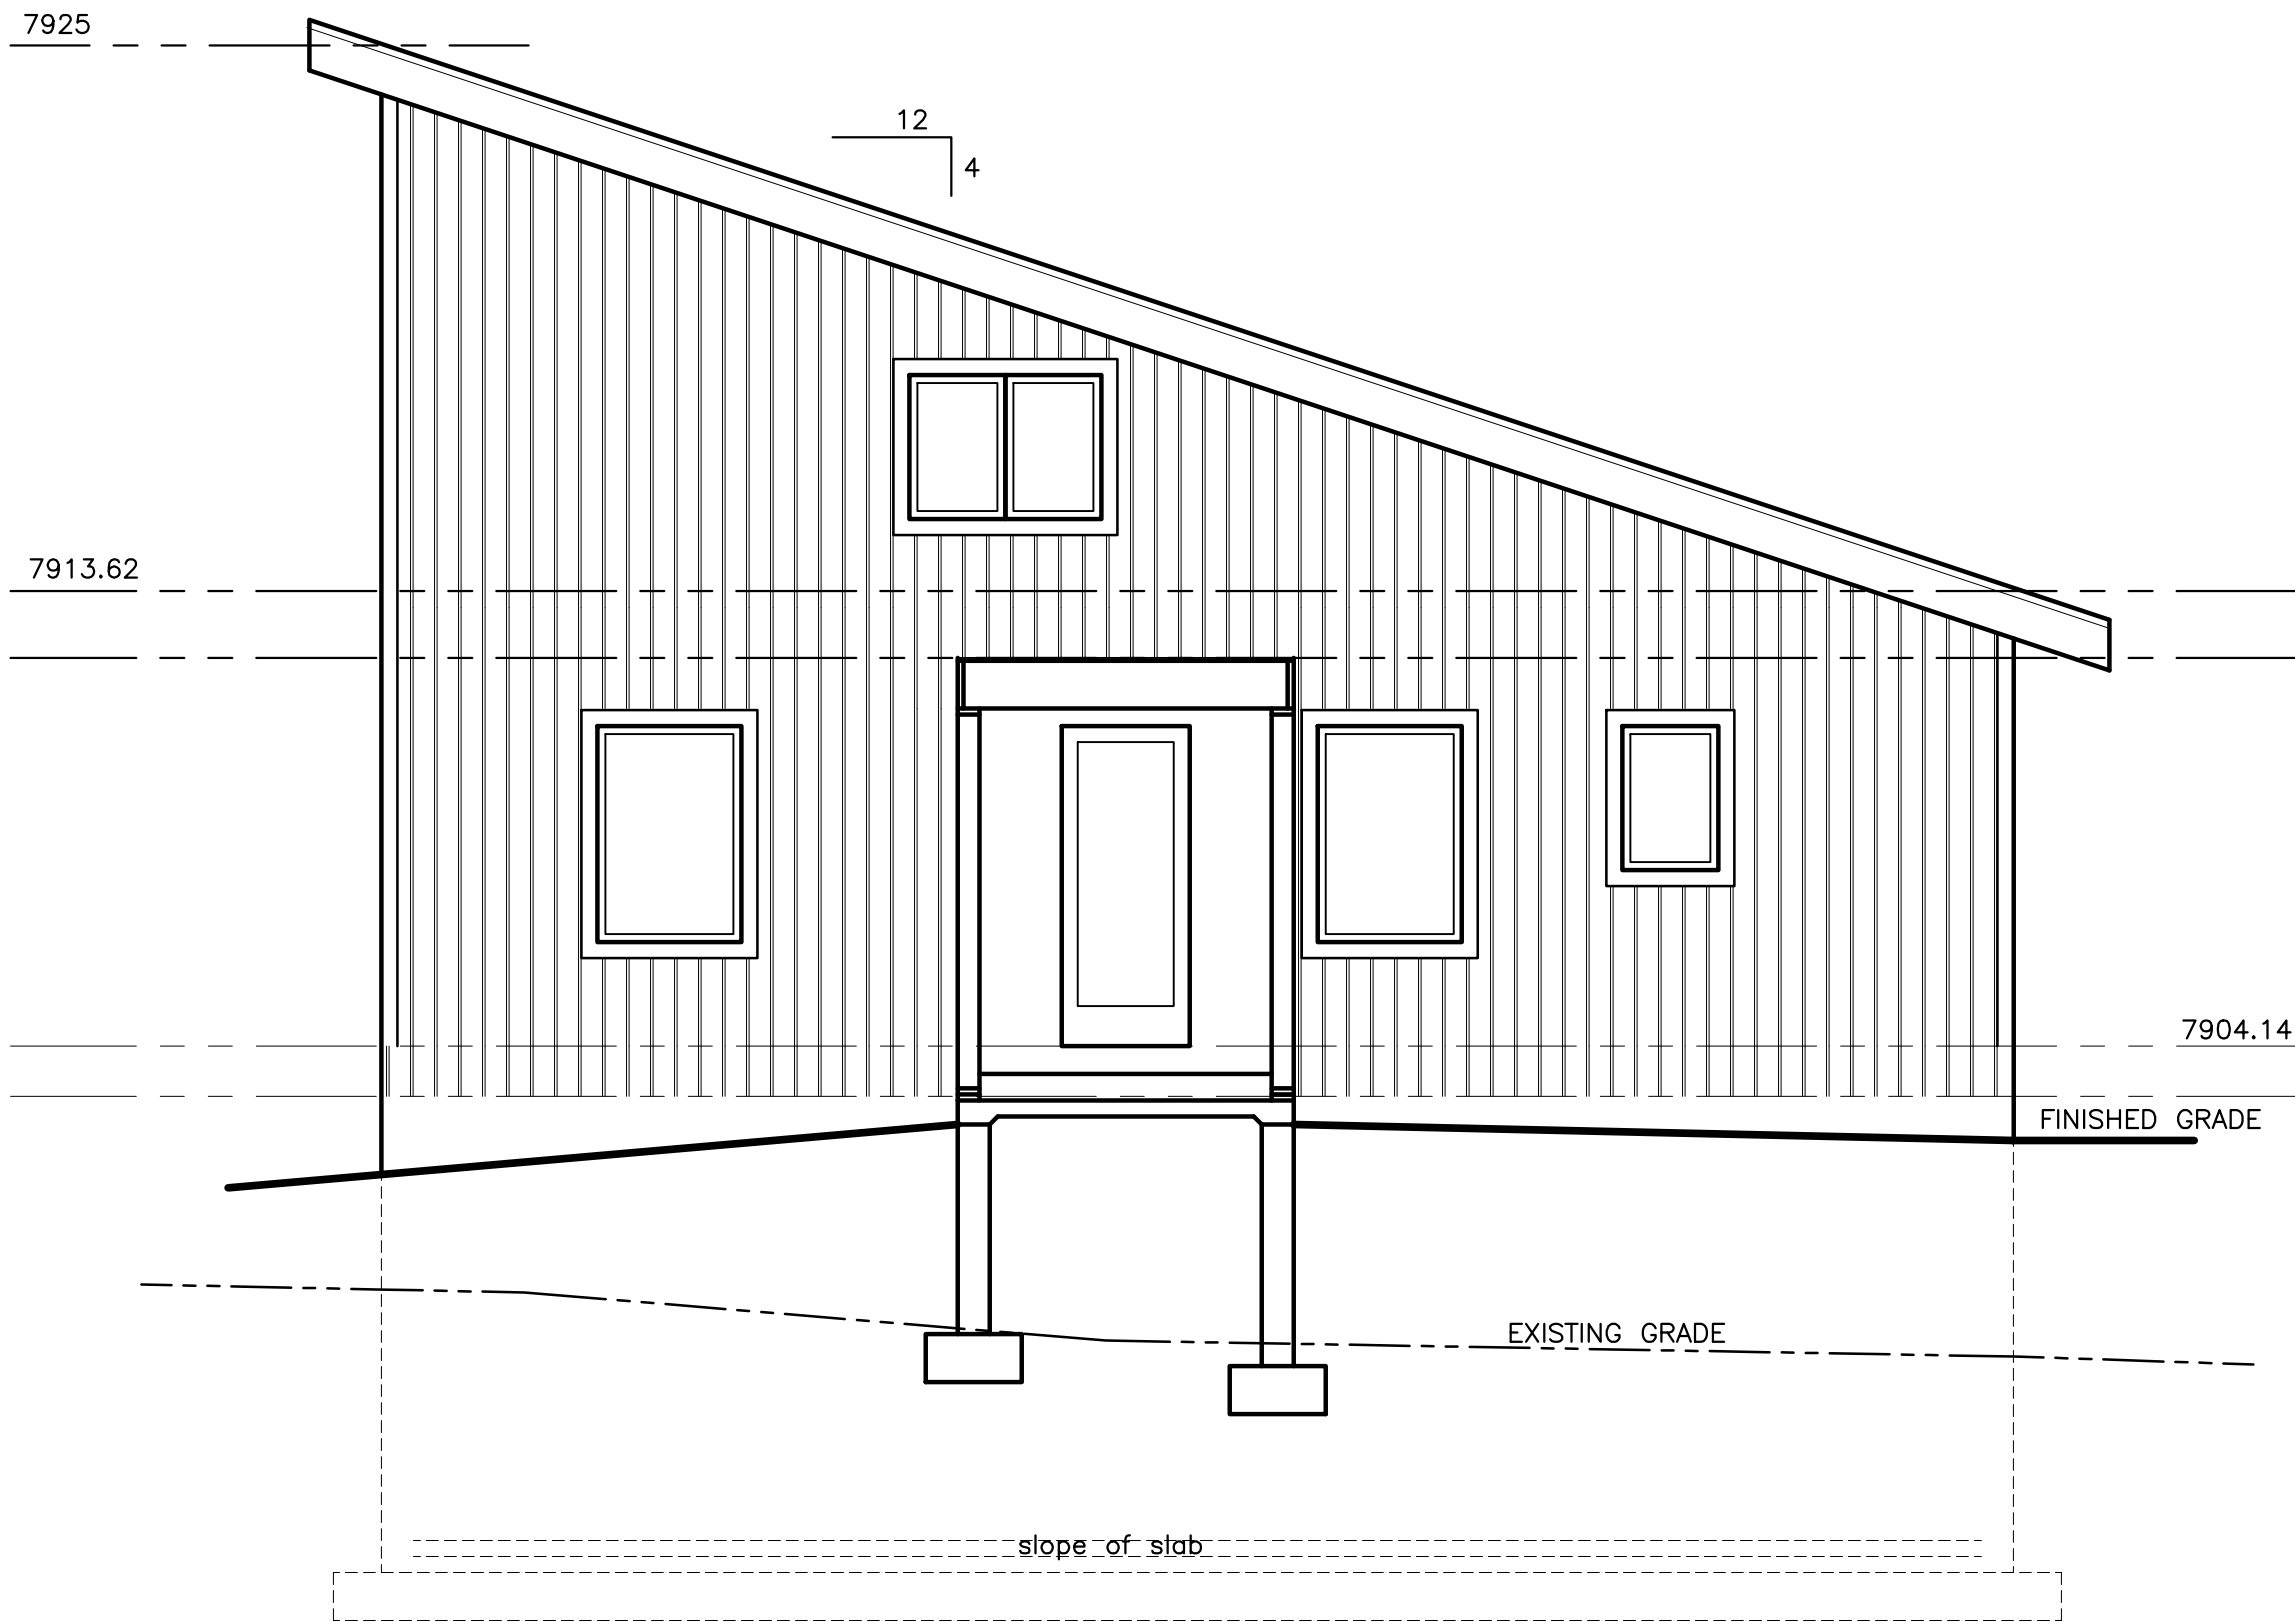 7925
12
4
7913.62
7904.14
FINISHED GRADE
EXISTING GRADE
slope of slab